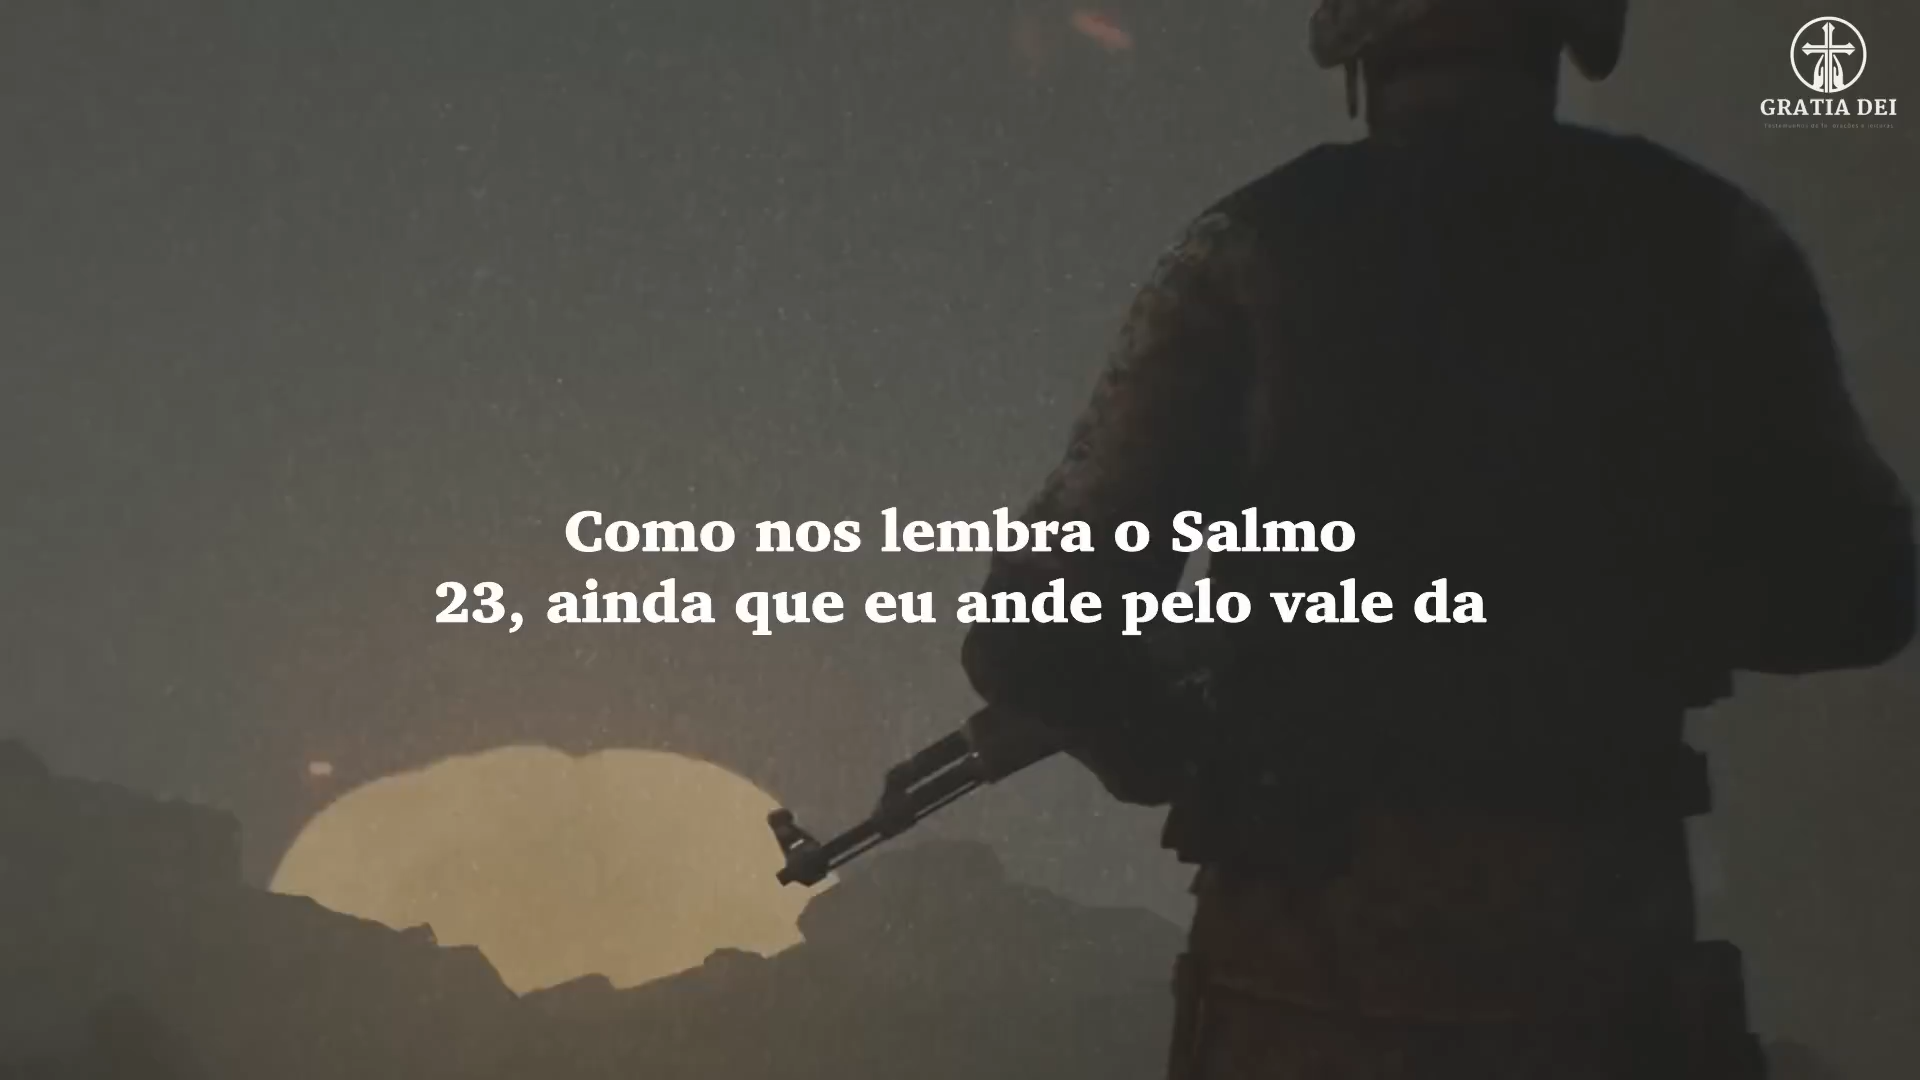 GRATIA DEI
Como nos lembra o Salmo
23, ainda que eu ande pelo vale da